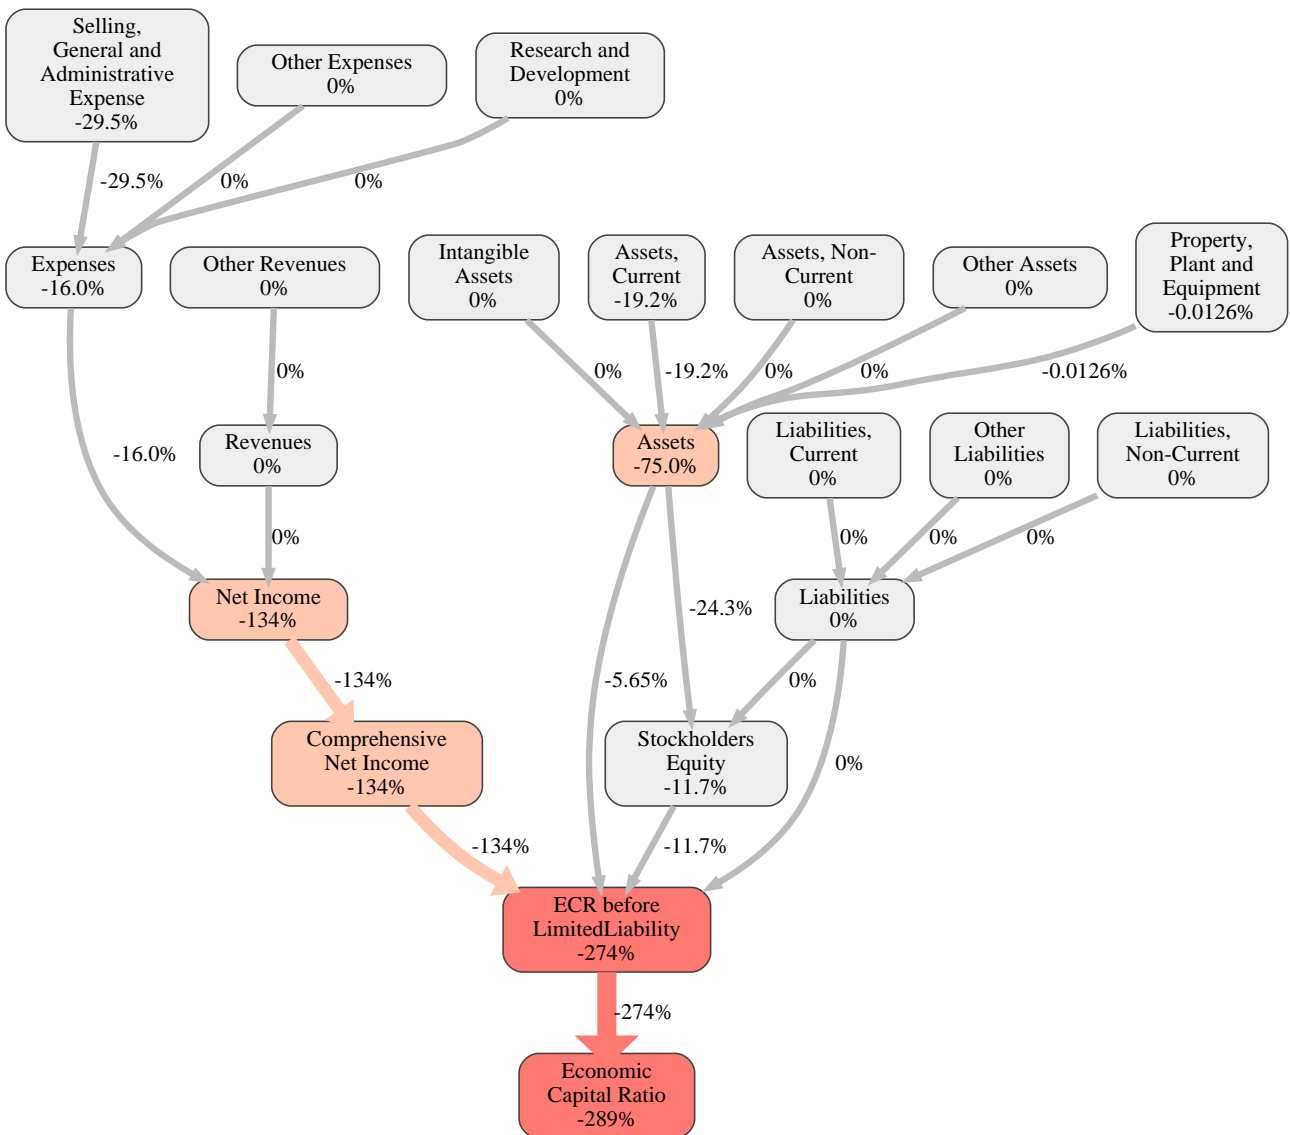 Selling,
General and
Administrative
Expense
-29.5%
Other Expenses
0%
Research and
Development
0%
-29.5%
0%
0%
Expenses
-16.0%
Other Revenues
0%
Intangible
Assets
0%
Assets,
Current
-19.2%
Assets, Non-
Current
0%
Other Assets
0%
Property,
Plant and
Equipment
-0.0126%
0%
0%
-19.2%
0%
0%
-0.0126%
-16.0%
Revenues
0%
Assets
-75.0%
Liabilities,
Current
0%
Other
Liabilities
0%
Liabilities,
Non-Current
0%
0%
0%
0%
0%
Net Income
-134%
-24.3%
Liabilities
0%
-134%
-5.65%
0%
Comprehensive
Net Income
-134%
Stockholders
Equity
-11.7%
0%
-134%
-11.7%
ECR before
LimitedLiability
-274%
-274%
Economic
Capital Ratio
-289%